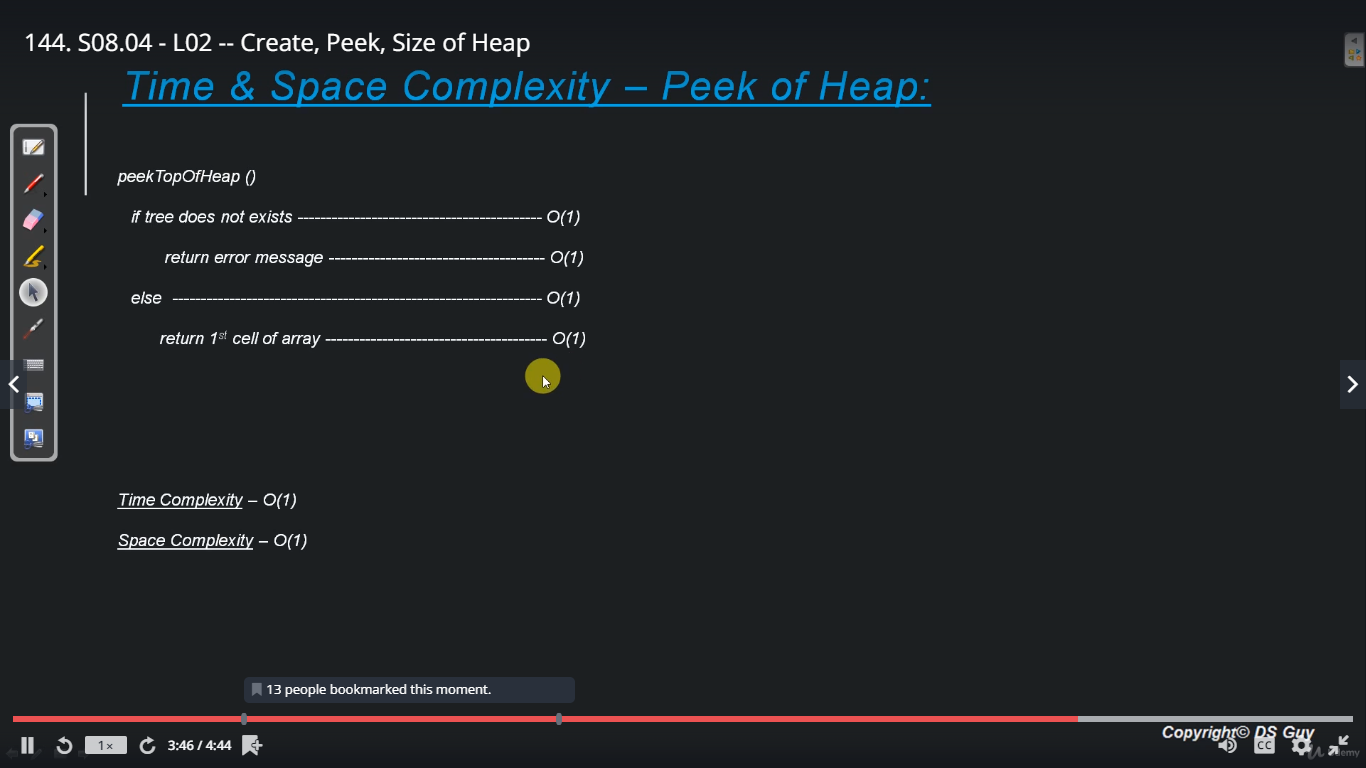 144. S08.04 - L02 -- Create, Peek, Size of Heap
Time & Space Complexity – Peek of Heap:
peekTopOfHeap ()
if tree does not exists ------------------------------------------- O(1)
return error message -------------------------------------- O(1)
else ----------------------------------------------------------------- O(1)
return 1st cell of array --------------------------------------- O(1)
Time Complexity – O(1)
Space Complexity – O(1)
13 people bookmarked this moment.
Copyright© DS Guy
1× 3:46 / 4:44 CC